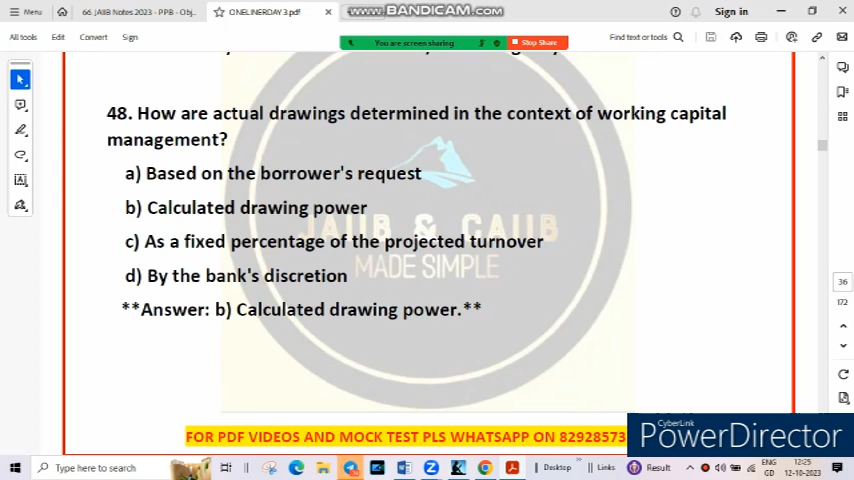 Menu
66. JAIIB Notes 2023 - PPB - Obj...
ONELINERDAY 3.pdf
WWW.BANDICAM.COM
Sign in
All tools
Edit
Convert
Sign
You are screen sharing
Stop Share
Find text or tools
48. How are actual drawings determined in the context of working capital
management?
a) Based on the borrower's request
b) Calculated drawing power
c) As a fixed percentage of the projected turnover
d) By the bank's discretion
**Answer: b) Calculated drawing power.**
JAIIB & CAIIB
MADE SIMPLE
36
172
FOR PDF VIDEOS AND MOCK TEST PLS WHATSAPP ON 82928573
CyberLink
PowerDirector
Type here to search
Desktop
Links
Result
ENG
GD
12:25
12-10-2023